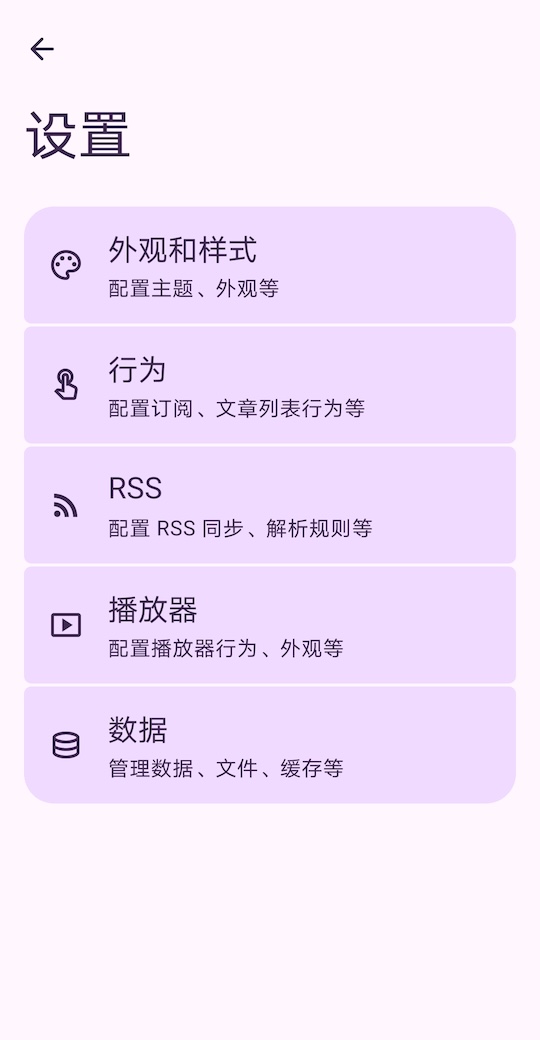 设置
外观和样式
配置主题、外观等
行为
配置订阅、文章列表行为等
RSS
配置 RSS 同步、解析规则等
播放器
配置播放器行为、外观等
数据
管理数据、文件、缓存等